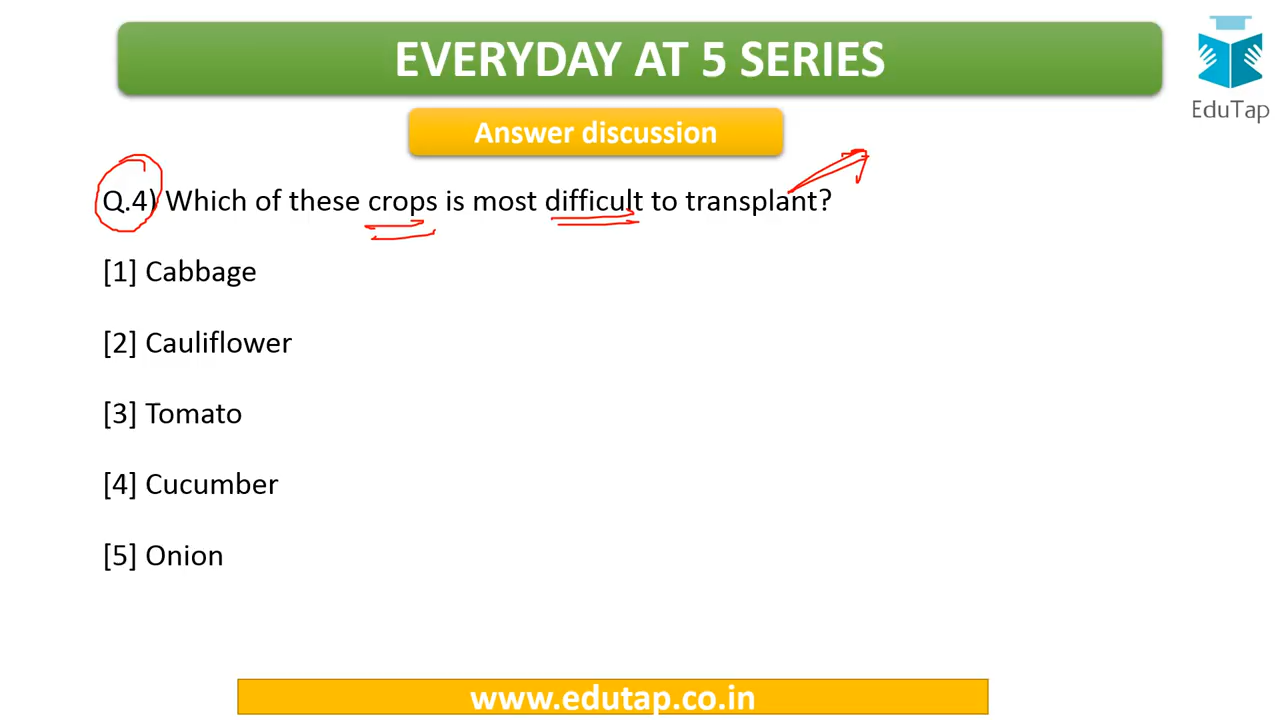 EVERYDAY AT 5 SERIES
EduTap
Answer discussion
Q.4) Which of these crops is most difficult to transplant?
[1] Cabbage
[2] Cauliflower
[3] Tomato
[4] Cucumber
[5] Onion
www.edutap.co.in